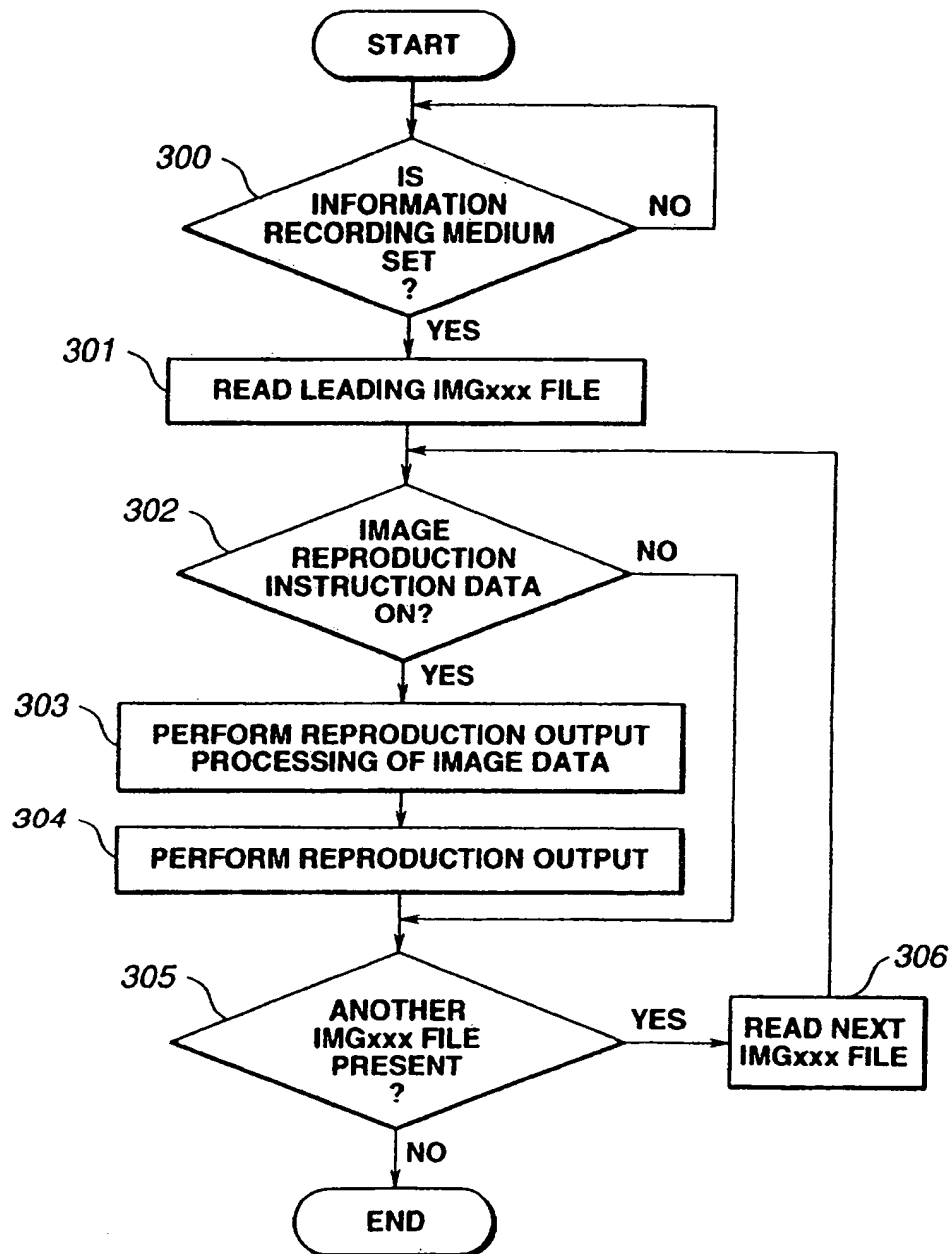 START
300
IS
INFORMATION
RECORDING MEDIUM
SET
?
NO
YES
301
READ LEADING IMGxxx FILE
302
IMAGE
REPRODUCTION
INSTRUCTION DATA
ON?
NO
YES
303
PERFORM REPRODUCTION OUTPUT
PROCESSING OF IMAGE DATA
304
PERFORM REPRODUCTION OUTPUT
305
ANOTHER
IMGxxx FILE
PRESENT
?
YES
306
READ NEXT
IMGxxx FILE
NO
END